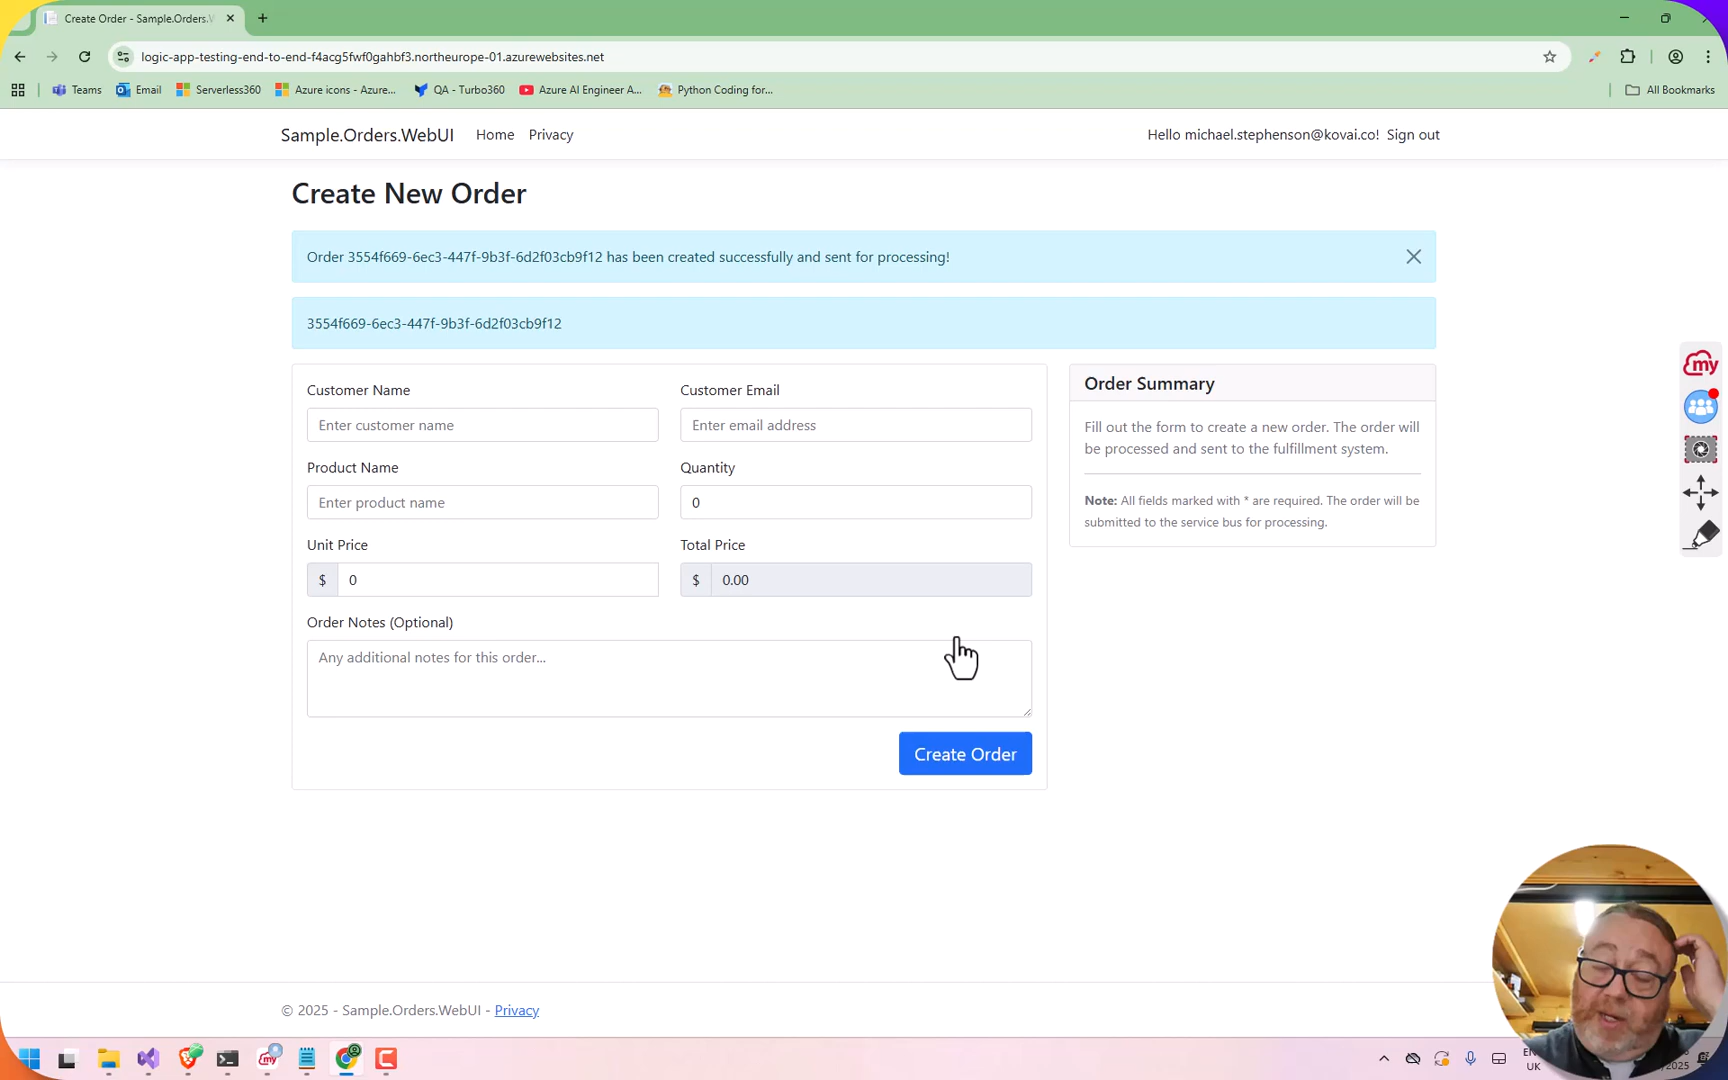 Create Order - Sample.Orders.W
logic-app-testing-end-to-end-f4acg5fwf0gahbf3.northeurope-01.azurewebsites.net
Teams
Email
Serverless360
Azure icons - Azure...
QA - Turbo360
Azure AI Engineer A...
Python Coding for...
All Bookmarks
Sample.Orders.WebUI
Home
Privacy
Hello michael.stephenson@kovai.co!
Sign out
Create New Order
Order 3554f669-6ec3-447f-9b3f-6d2f03cb9f12 has been created successfully and sent for processing!
3554f669-6ec3-447f-9b3f-6d2f03cb9f12
Customer Name
Customer Email
Enter customer name
Enter email address
Product Name
Quantity
Enter product name
0
Unit Price
Total Price
$ 0
$ 0.00
Order Notes (Optional)
Any additional notes for this order...
Create Order
Order Summary
Fill out the form to create a new order. The order will
be processed and sent to the fulfillment system.
Note: All fields marked with * are required. The order will be
submitted to the service bus for processing.
my
© 2025 - Sample.Orders.WebUI - Privacy
my
UK